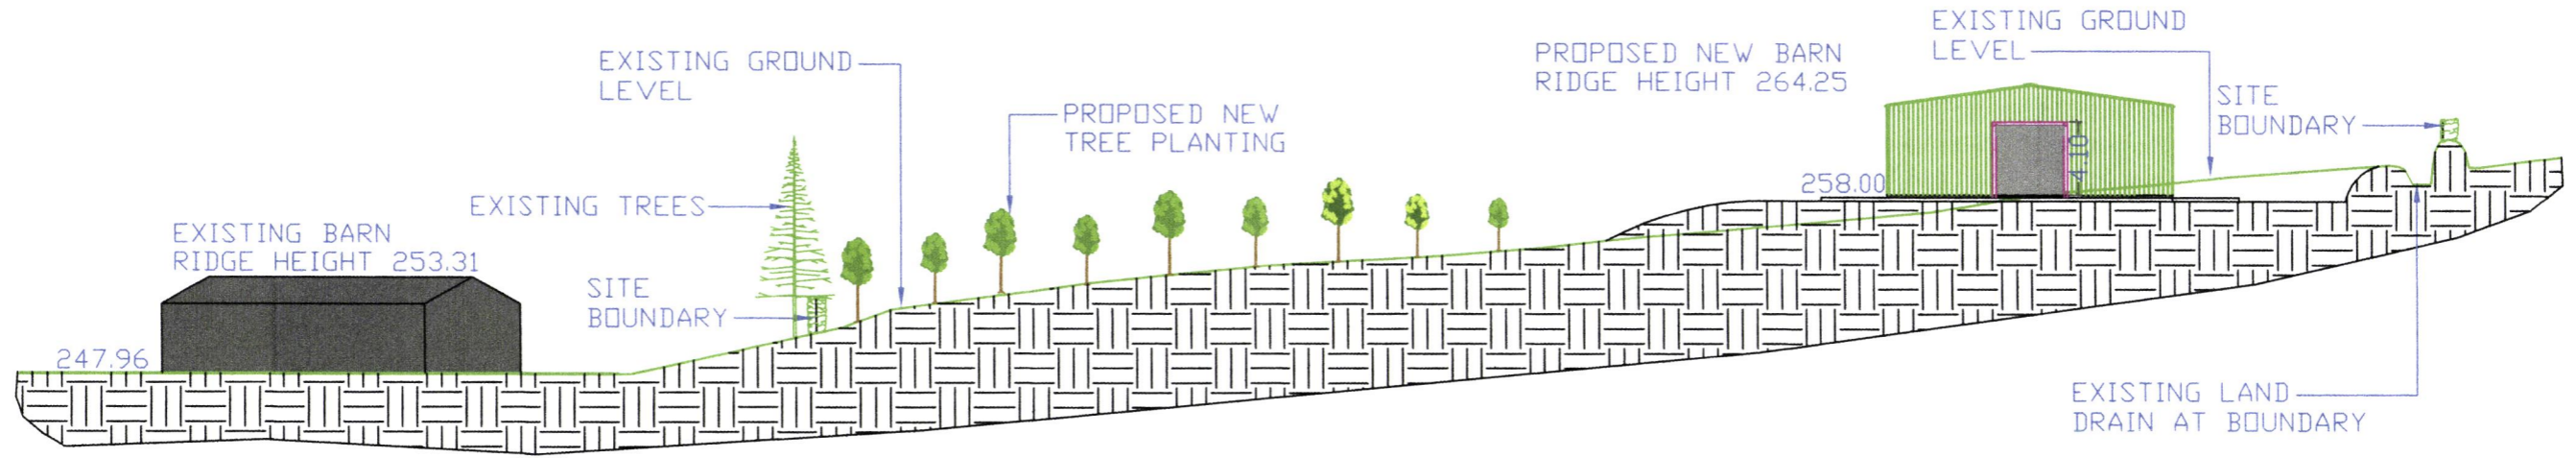 EXISTING GROUND
LEVEL
PROPOSED NEW
TREE PLANTING
EXISTING TREES
EXISTING BARN
RIDGE HEIGHT 253.31
SITE
BOUNDARY
247.96
PROPOSED NEW BARN
RIDGE HEIGHT 264.25
EXISTING GROUND
LEVEL
SITE
BOUNDARY
4.10
258.00
EXISTING LAND
DRAIN AT BOUNDARY